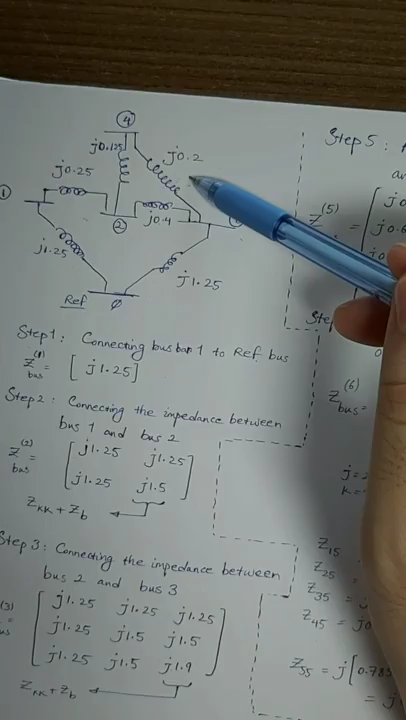 4
j0.125
j0.2
j0.25
1
2
j0.4
j1.25
j1.25
Ref
0
Step1: Connecting bus bar 1 to Ref bus
Z bus (1) = [ j1.25 ]
Step 2: Connecting the impedance between
bus 1 and bus 2
j1.25 j1.25
Z bus (2) =
j1.25 j1.5
ZKK + Zb
Step 3: Connecting the impedance between
bus 2 and bus 3
j1.25 j1.25 j1.25
j1.25 j1.5 j1.5
j1.25 j1.5 j1.9
ZKK + Zb
Step 5:
Z (5) =
Z bus (6) =
Z15
Z25
Z35
Z45 =
Z55 = j[0.785